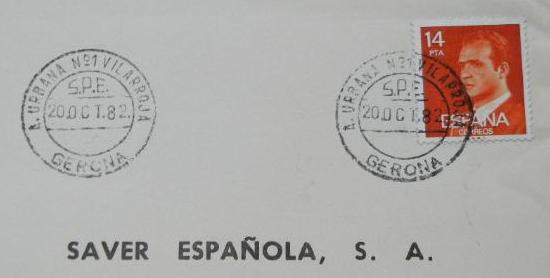 A. URBANA Nº1 VILARROJA
S.P.E.
20.OCT.82.
GERONA
A. URBANA Nº1 VILARROJA
S.P.E.
20.OCT.82
GERONA
14
PTA
ESPAÑA
CORREOS
SAVER ESPAÑOLA, S. A.